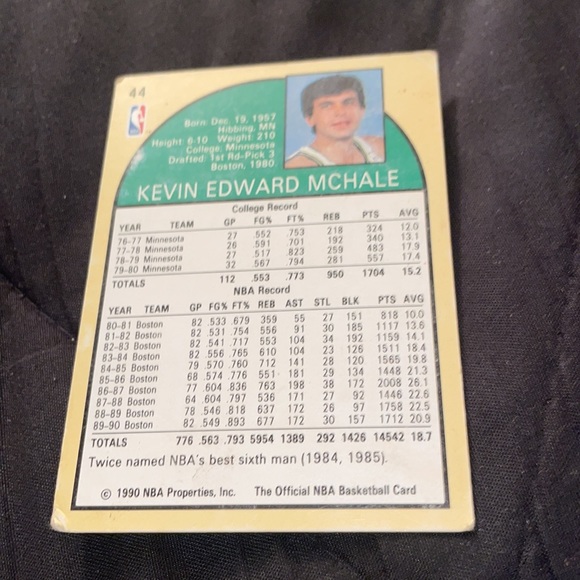 44
NBA
Born: Dec. 19, 1957
Hibbing, MN
Height: 6-10 Weight: 210
College: Minnesota
Drafted: 1st Rd-Pick 3
Boston, 1980.
KEVIN EDWARD MCHALE
College Record
YEAR TEAM GP FG% FT% REB PTS AVG
76-77 Minnesota 27 .552 .753 218 324 12.0
77-78 Minnesota 26 .591 .701 192 340 13.1
78-79 Minnesota 27 .517 .823 259 483 17.9
79-80 Minnesota 32 .567 .794 281 557 17.4
TOTALS 112 .553 .773 950 1704 15.2
NBA Record
YEAR TEAM GP FG% FT% REB AST STL BLK PTS AVG
80-81 Boston 82 .533 .679 359 55 27 151 818 10.0
81-82 Boston 82 .531 .754 556 91 30 185 1117 13.6
82-83 Boston 82 .541 .717 553 104 34 192 1159 14.1
83-84 Boston 82 .556 .765 610 104 23 126 1511 18.4
84-85 Boston 79 .570 .760 712 141 28 120 1565 19.8
85-86 Boston 68 .574 .776 551 181 29 134 1448 21.3
86-87 Boston 77 .604 .836 763 198 38 172 2008 26.1
87-88 Boston 64 .604 .797 536 171 27 92 1446 22.6
88-89 Boston 78 .546 .818 637 172 26 97 1758 22.5
89-90 Boston 82 .549 .893 677 172 30 157 1712 20.9
TOTALS 776 .563 .793 5954 1389 292 1426 14542 18.7
Twice named NBA's best sixth man (1984, 1985).
© 1990 NBA Properties, Inc. The Official NBA Basketball Card